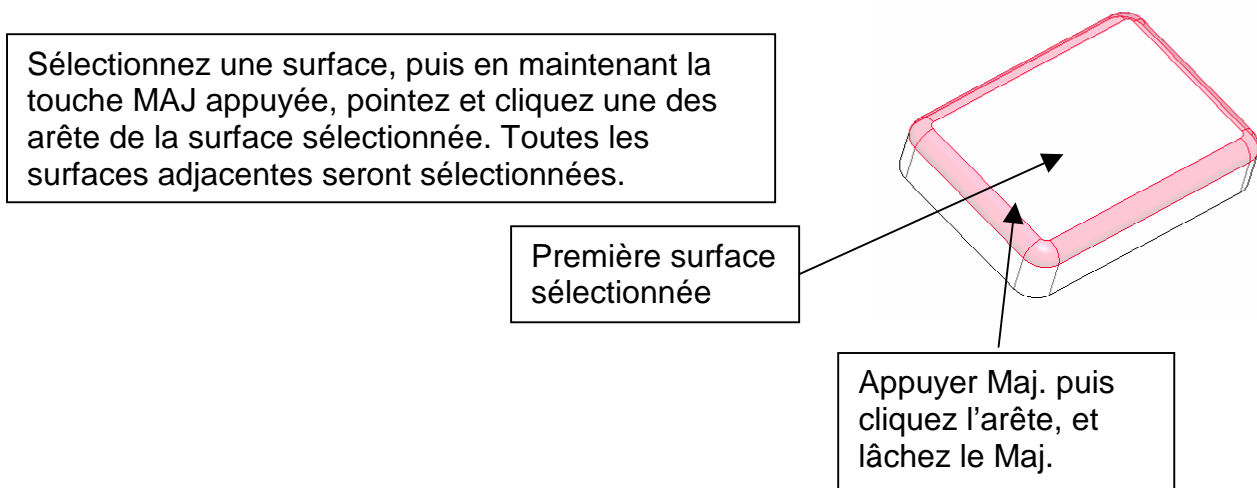 Sélectionnez une surface, puis en maintenant la
touche MAJ appuyée, pointez et cliquez une des
arête de la surface sélectionnée. Toutes les
surfaces adjacentes seront sélectionnées.
Première surface
sélectionnée
Appuyer Maj. puis
cliquez l’arête, et
lâchez le Maj.